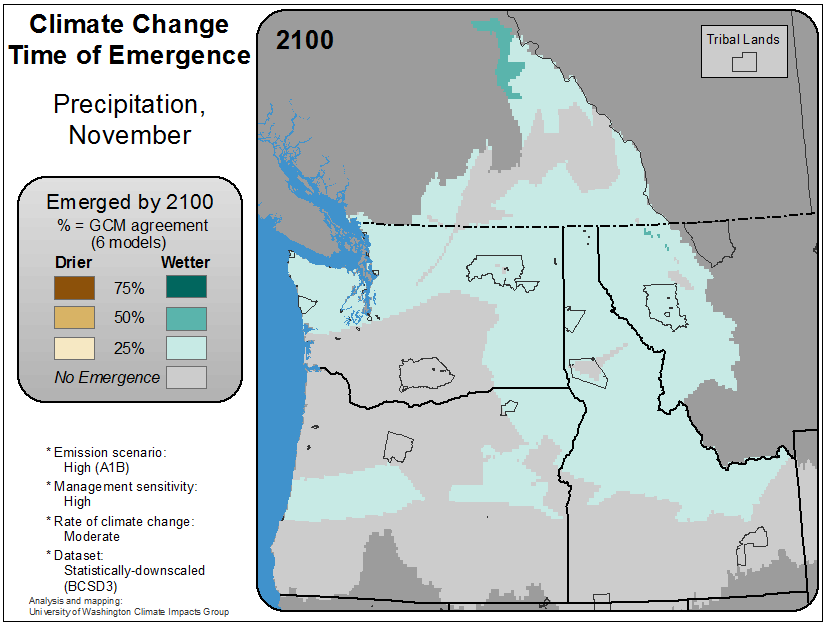 Climate Change
Time of Emergence
Precipitation,
November
Emerged by 2100
% = GCM agreement
(6 models)
Drier Wetter
75%
50%
25%
No Emergence
* Emission scenario:
High (A1B)
* Management sensitivity:
High
* Rate of climate change:
Moderate
* Dataset:
Statistically-downscaled
(BCSD3)
Analysis and mapping:
University of Washington Climate Impacts Group
2100
Tribal Lands